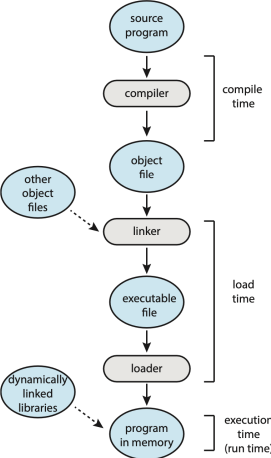 source
program
compiler
compile
time
object
file
other
object
files
linker
load
time
executable
file
loader
dynamically
linked
libraries
program
in memory
execution
time
(run time)